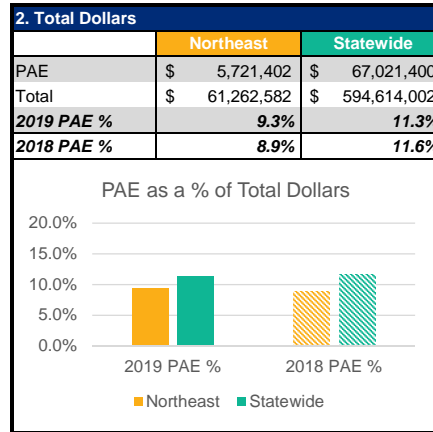 2. Total Dollars
Northeast Statewide
PAE $ 5,721,402 $ 67,021,400
Total $ 61,262,582 $ 594,614,002
2019 PAE % 9.3% 11.3%
2018 PAE % 8.9% 11.6%
PAE as a % of Total Dollars
20.0%
15.0%
10.0%
5.0%
0.0%
2019 PAE % 2018 PAE %
Northeast Statewide